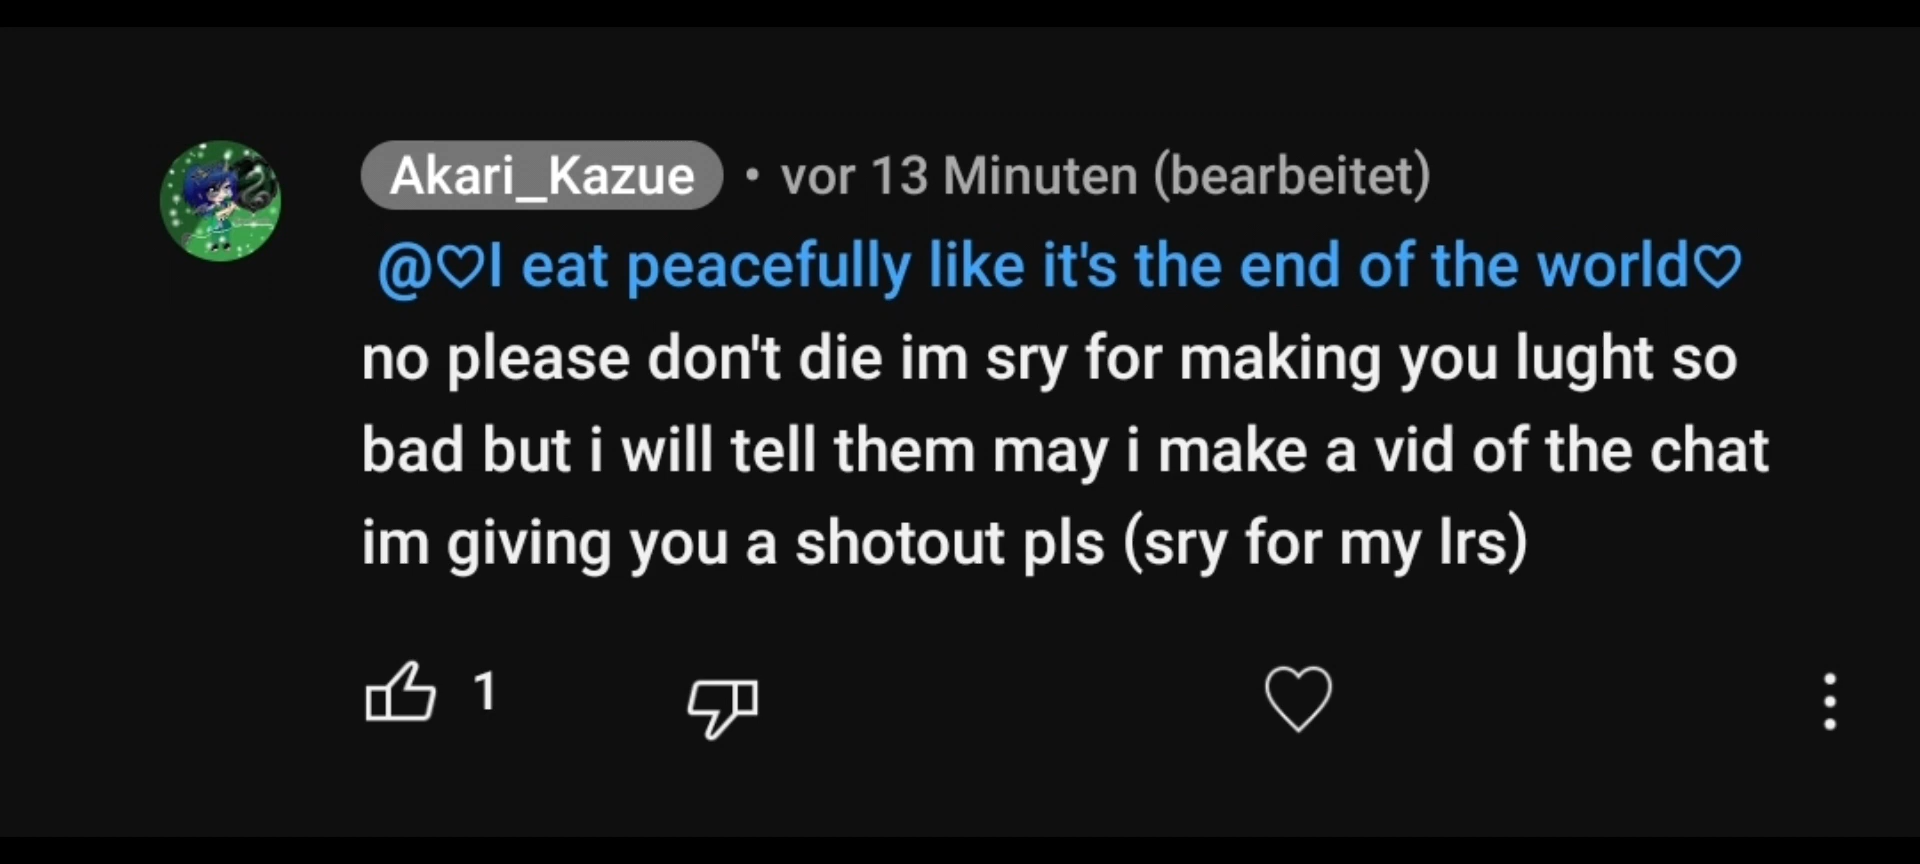 Akari_Kazue • vor 13 Minuten (bearbeitet)
@♡I eat peacefully like it's the end of the world♡
no please don't die im sry for making you lught so
bad but i will tell them may i make a vid of the chat
im giving you a shotout pls (sry for my lrs)
1